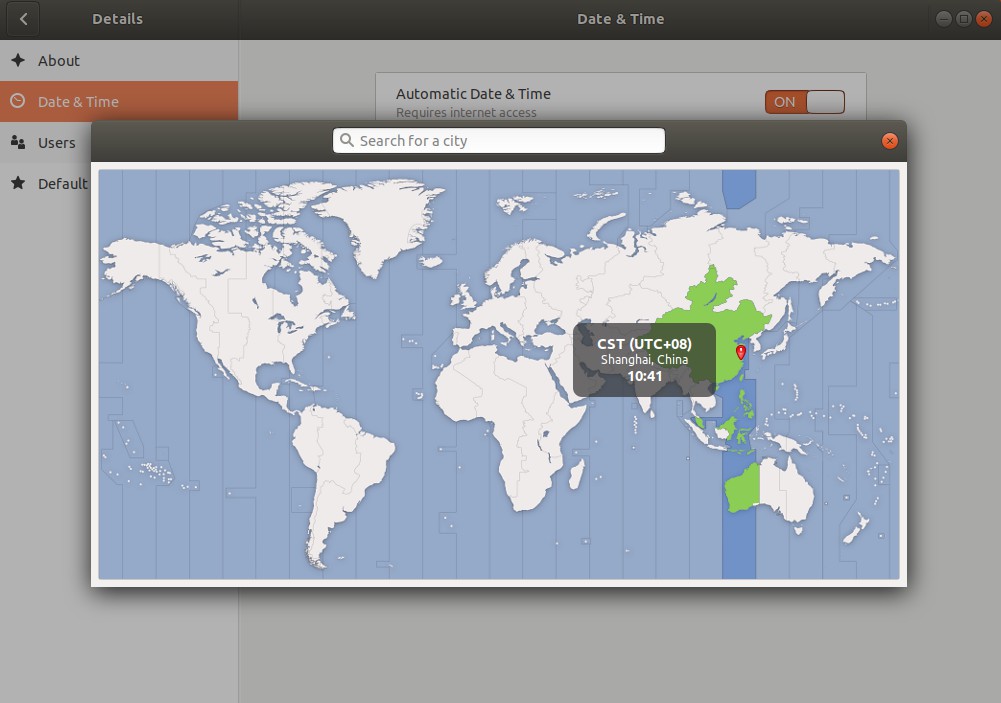 Details
Date & Time
About
Date & Time
Users
Default
Automatic Date & Time
Requires internet access
ON
Search for a city
CST (UTC+08)
Shanghai, China
10:41